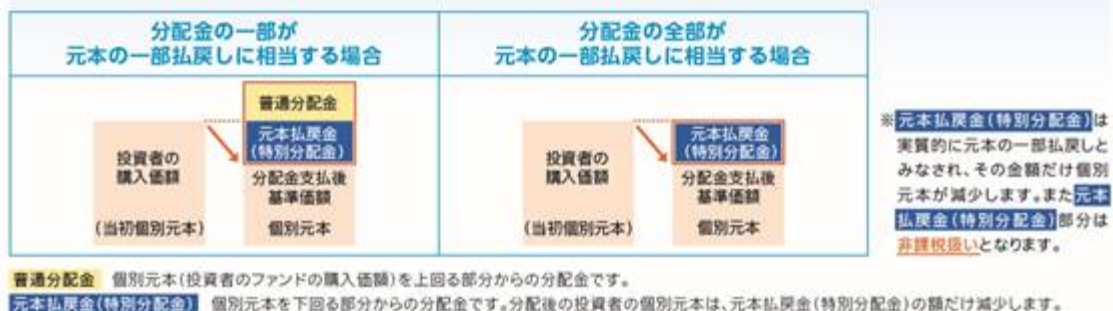 分配金の一部が
元本の一部払戻しに相当する場合
分配金の全部が
元本の一部払戻しに相当する場合
普通分配金
元本払戻金
(特別分配金)
投資者の
購入価額
(当初個別元本)
分配金支払後
基準価額
個別元本
元本払戻金
(特別分配金)
投資者の
購入価額
(当初個別元本)
分配金支払後
基準価額
個別元本
※元本払戻金(特別分配金)は
実質的に元本の一部払戻しと
みなされ、その金額だけ個別
元本が減少します。また元本
払戻金(特別分配金)部分は
非課税扱いとなります。
普通分配金 個別元本(投資者のファンドの購入価額)を上回る部分からの分配金です。
元本払戻金(特別分配金) 個別元本を下回る部分からの分配金です。分配後の投資者の個別元本は、元本払戻金(特別分配金)の額だけ減少します。